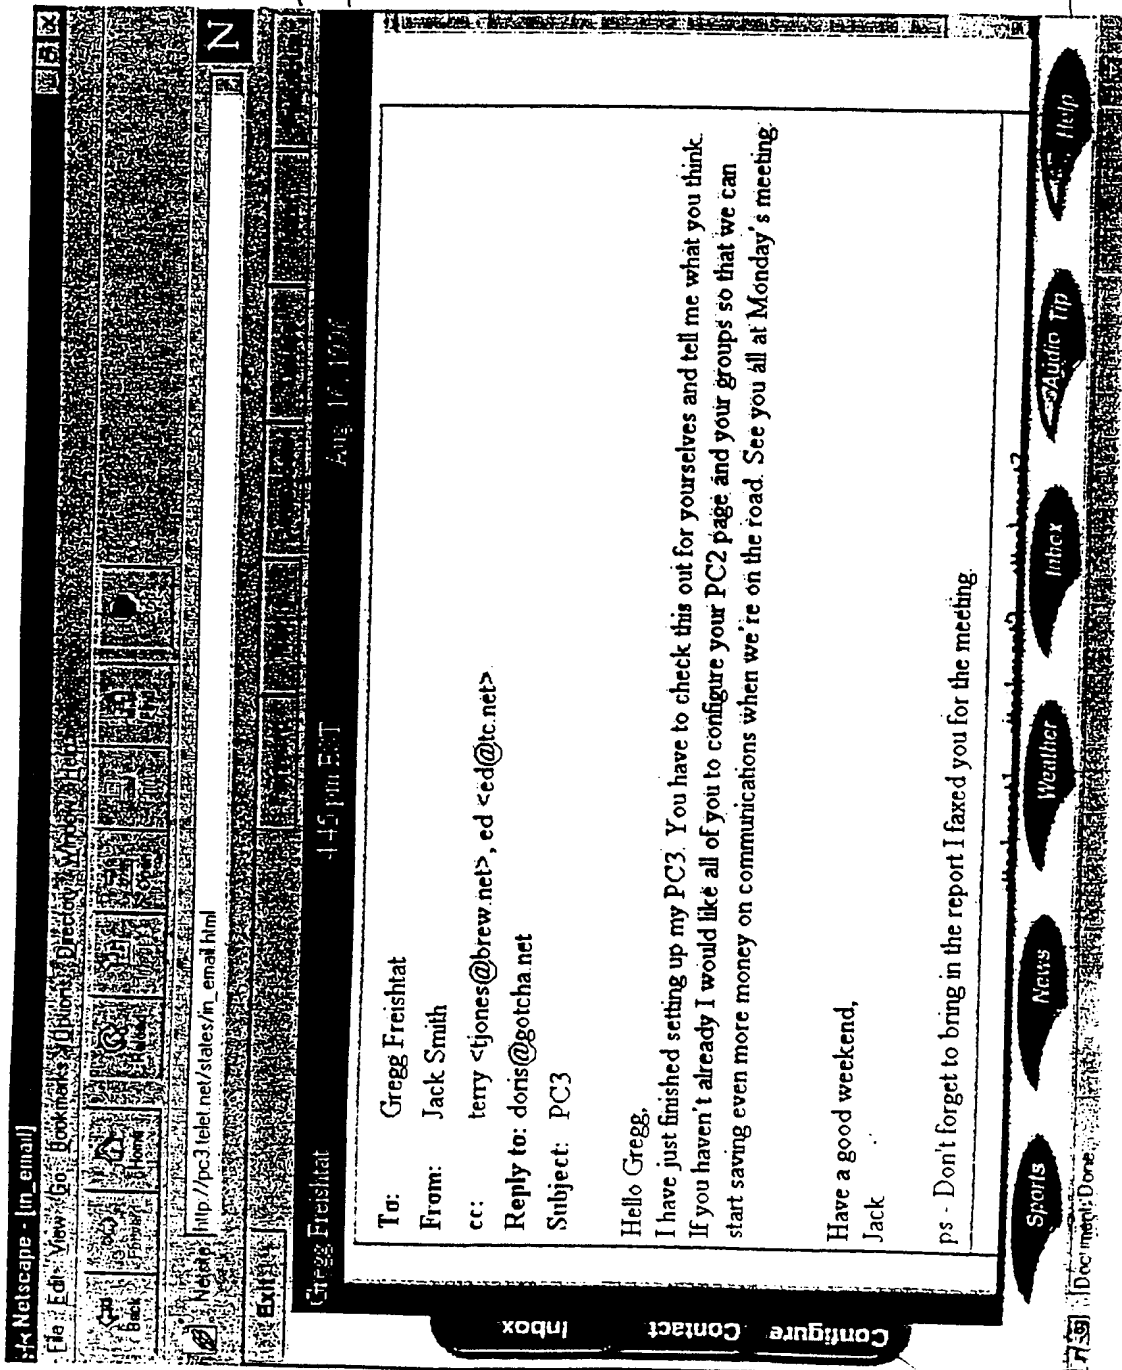 Netscape - [in_email]
File Edit View Go Bookmarks Options Directory Window Help
Back Forward Home Reload Open
http://pc3.telet.net/states/in_email.html
N
Exit
Gregg Freishtat 4:45 pm EST Aug. 16,
Inbox
Contact
Configure
To: Gregg Freishtat
From: Jack Smith
cc: terry <tjones@brew.net>, ed <ed@tc.net>
Reply to: doris@gotcha.net
Subject: PC3
Hello Gregg,
I have just finished setting up my PC3. You have to check this out for yourselves and tell me what you think.
If you haven't already I would like all of you to configure your PC2 page and your groups so that we can
start saving even more money on communications when we're on the road. See you all at Monday's meeting.
Have a good weekend,
Jack
ps - Don't forget to bring in the report I faxed you for the meeting.
Sports News Weather Inbox Audio Tip Help
Document: Done